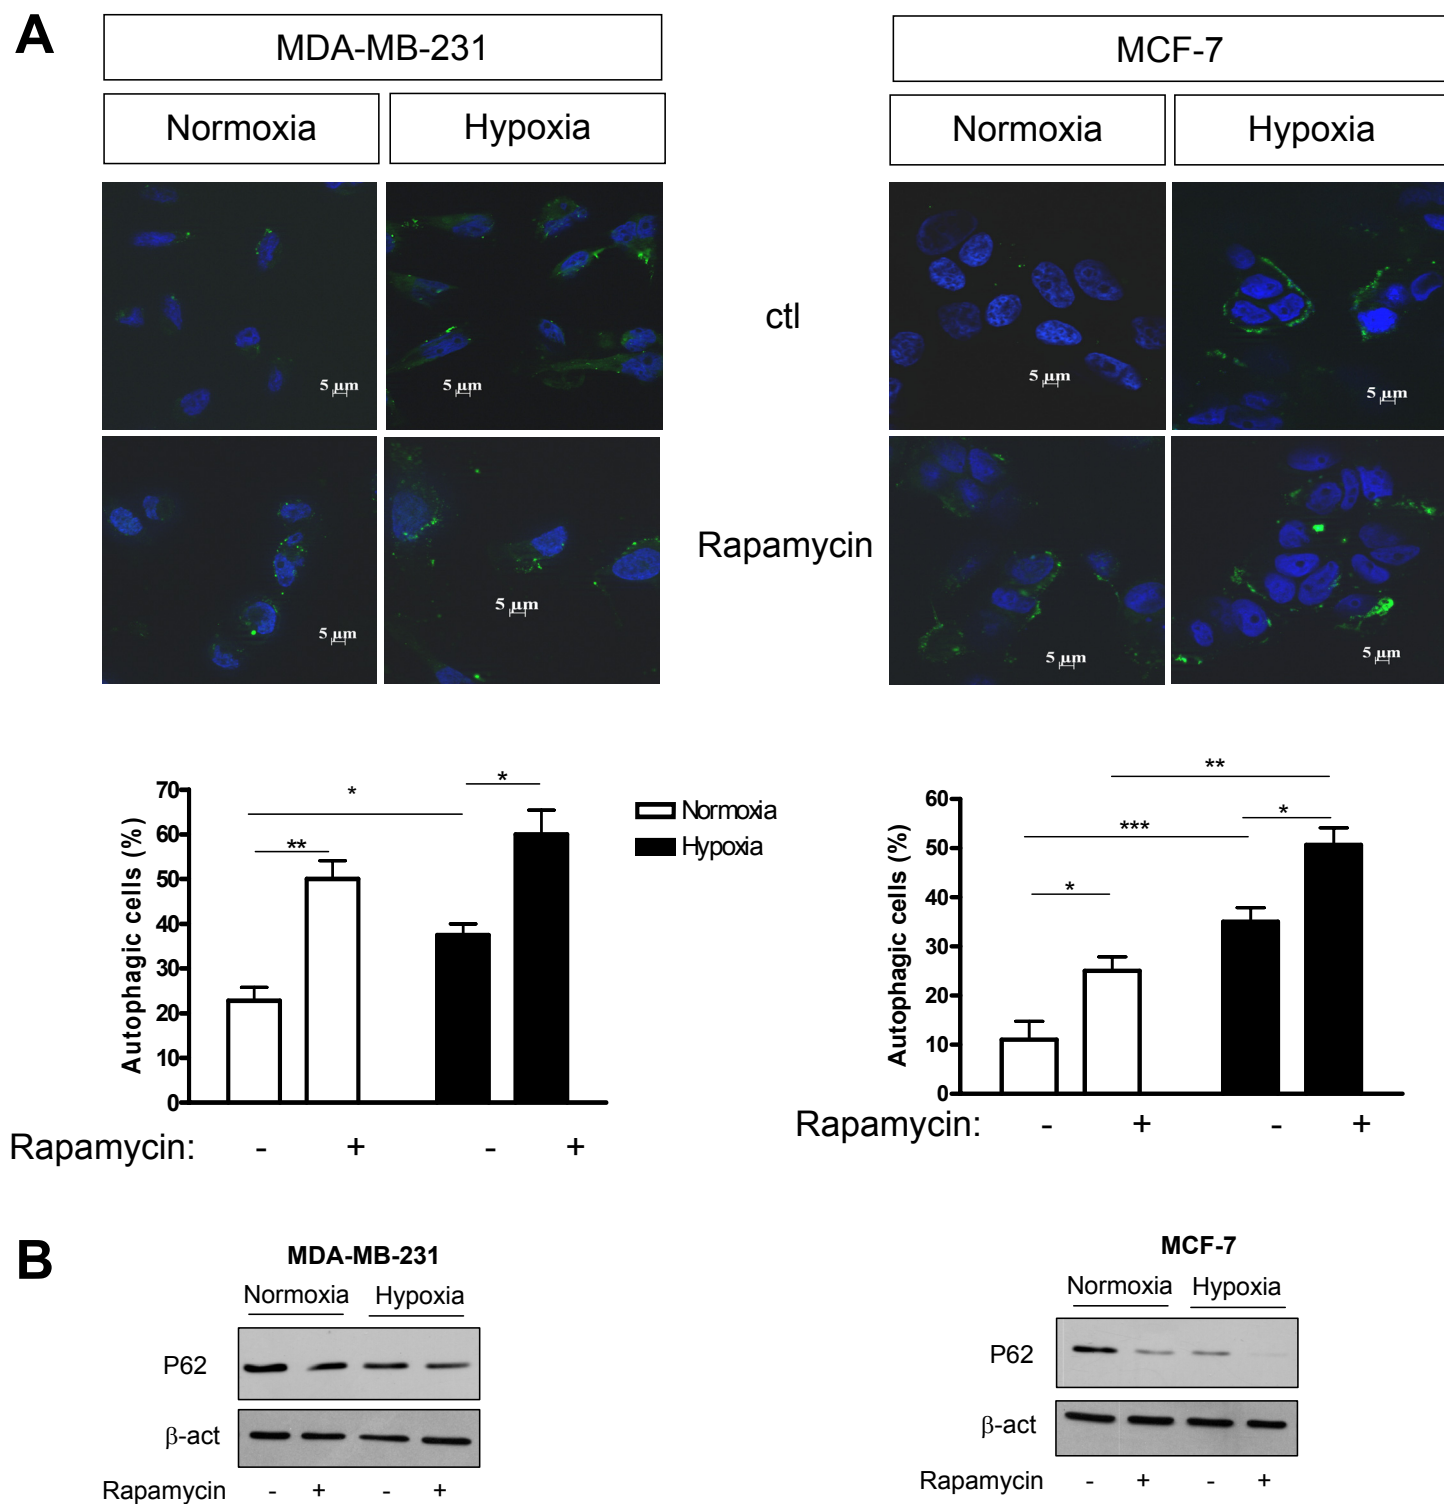 A
MDA-MB-231
MCF-7
Normoxia
Hypoxia
Normoxia
Hypoxia
5 µm
5 µm
5 µm
5 µm
ctl
5 µm
5 µm
5 µm
5 µm
Rapamycin
Autophagic cells (%)
70
60
50
40
30
20
10
0
*
**
*
Normoxia
Hypoxia
Rapamycin: - + - +
Autophagic cells (%)
60
50
40
30
20
10
0
**
***
*
*
Rapamycin: - + - +
B
MDA-MB-231
Normoxia Hypoxia
P62
β-act
Rapamycin - + - +
MCF-7
Normoxia Hypoxia
P62
β-act
Rapamycin - + - +